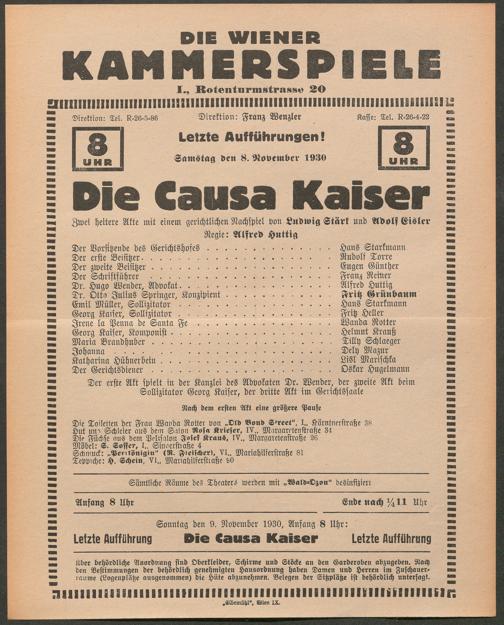 DIE WIENER
KAMMERSPIELE
I., Rotenturmstrasse 20
Direktion: Tel. R-26-5-86
Direktion: Franz Wenzler
Kasse: Tel. R-26-4-22
8 UHR
Letzte Aufführungen!
8 UHR
Samstag den 8. November 1930
Die Causa Kaiser
Zwei heitere Akte mit einem gerichtlichen Nachspiel von Ludwig Stärk und Adolf Eisler
Regie: Alfred Huttig
Der Vorsitzende des Gerichtshofes Hans Starkmann
Der erste Beisitzer Rudolf Torre
Der zweite Beisitzer Eugen Günther
Der Schriftführer Franz Reiner
Dr. Hugo Wender, Advokat Alfred Huttig
Dr. Otto Julius Springer, Konzipient Fritz Grünbaum
Emil Müller, Sollizitator Hans Starkmann
Georg Kaiser, Sollizitator Fritz Heller
Irene la Penna de Santa Fe Wanda Rotter
Georg Kaiser, Komponist Helmut Krauß
Maria Brandhuber Tilly Schlaeger
Johanna Dely Mazur
Katharina Hühnerbein Lisl Marischka
Der Gerichtsdiener Oskar Hugelmann
Der erste Akt spielt in der Kanzlei des Advokaten Dr. Wender, der zweite Akt beim
Sollizitator Georg Kaiser, der dritte Akt im Gerichtssaale
Nach dem ersten Akt eine größere Pause
Die Toiletten der Frau Wanda Rotter von „Old Bond Street", I., Kärntnerstraße 38
Hut und Schleier aus dem Salon Rosa Krieser, IV., Margaretenstraße 34
Die Füchse aus dem Pelzsalon Josef Kraus, IV., Margaretenstraße 26
Möbel: S. Soffer, I., Singerstraße 4
Schmuck: „Perlkönigin" (R. Fleischer), VI., Mariahilferstraße 81
Teppiche: H. Schein, VI., Mariahilferstraße 80
Sämtliche Räume des Theaters werden mit „Wald-Ozon" desinfiziert
Anfang 8 Uhr
Ende nach ¼11 Uhr
Sonntag den 9. November 1930, Anfang 8 Uhr:
Letzte Aufführung Die Causa Kaiser Letzte Aufführung
Über behördliche Anordnung sind Oberkleider, Schirme und Stöcke an den Garderoben abzugeben. Nach
den Bestimmungen der behördlich genehmigten Hausordnung haben Damen und Herren im Zuschauer-
raume (Logenplätze ausgenommen) die Hüte abzunehmen. Belegen der Sitzplätze ist behördlich untersagt.
„Elbemühl", Wien IX.